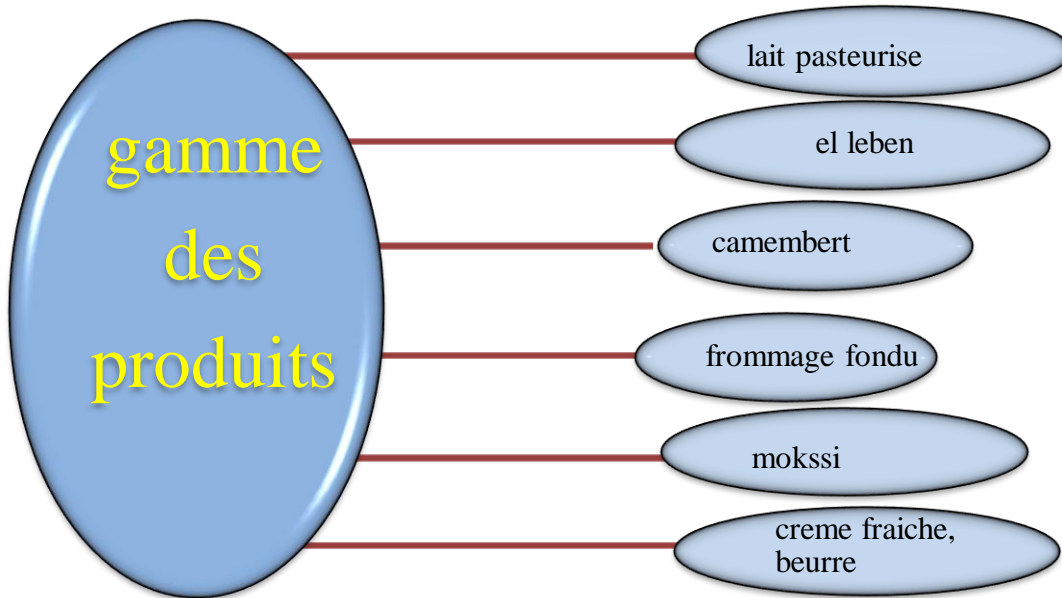 gamme
des
produits
lait pasteurise
el leben
camembert
frommage fondu
mokssi
creme fraiche,
beurre